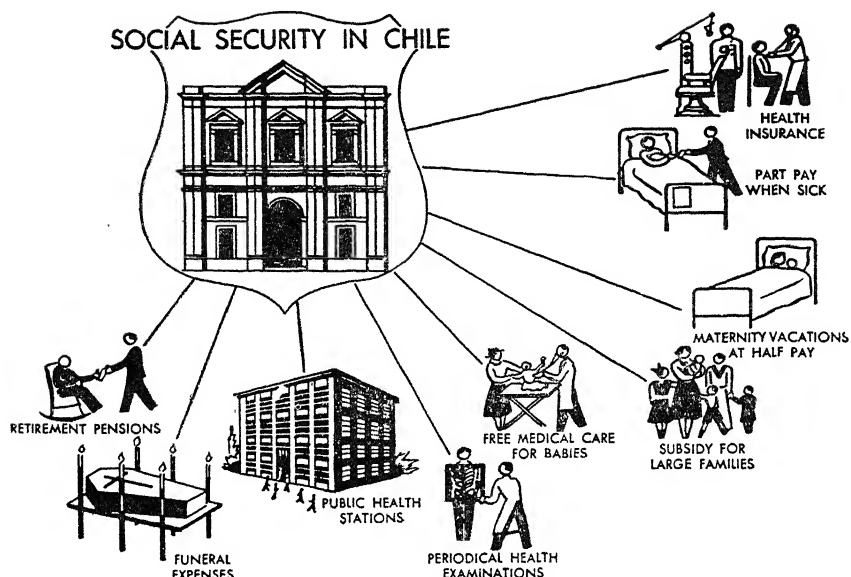 SOCIAL SECURITY IN CHILE
HEALTH
INSURANCE
PART PAY
WHEN SICK
MATERNITY VACATIONS
AT HALF PAY
SUBSIDY FOR
LARGE FAMILIES
FREE MEDICAL CARE
FOR BABIES
PERIODICAL HEALTH
EXAMINATIONS
PUBLIC HEALTH
STATIONS
FUNERAL
EXPENSES
RETIREMENT PENSIONS